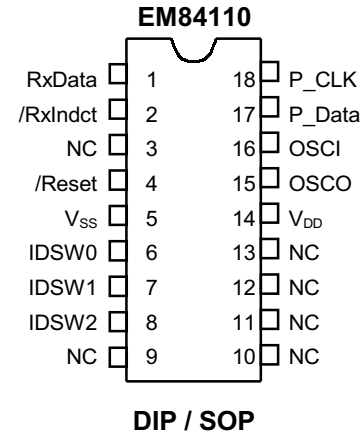 EM84110
RxData 1 18 P_CLK
/RxIndct 2 17 P_Data
NC 3 16 OSCI
/Reset 4 15 OSCO
VSS 5 14 VDD
IDSW0 6 13 NC
IDSW1 7 12 NC
IDSW2 8 11 NC
NC 9 10 NC
DIP / SOP